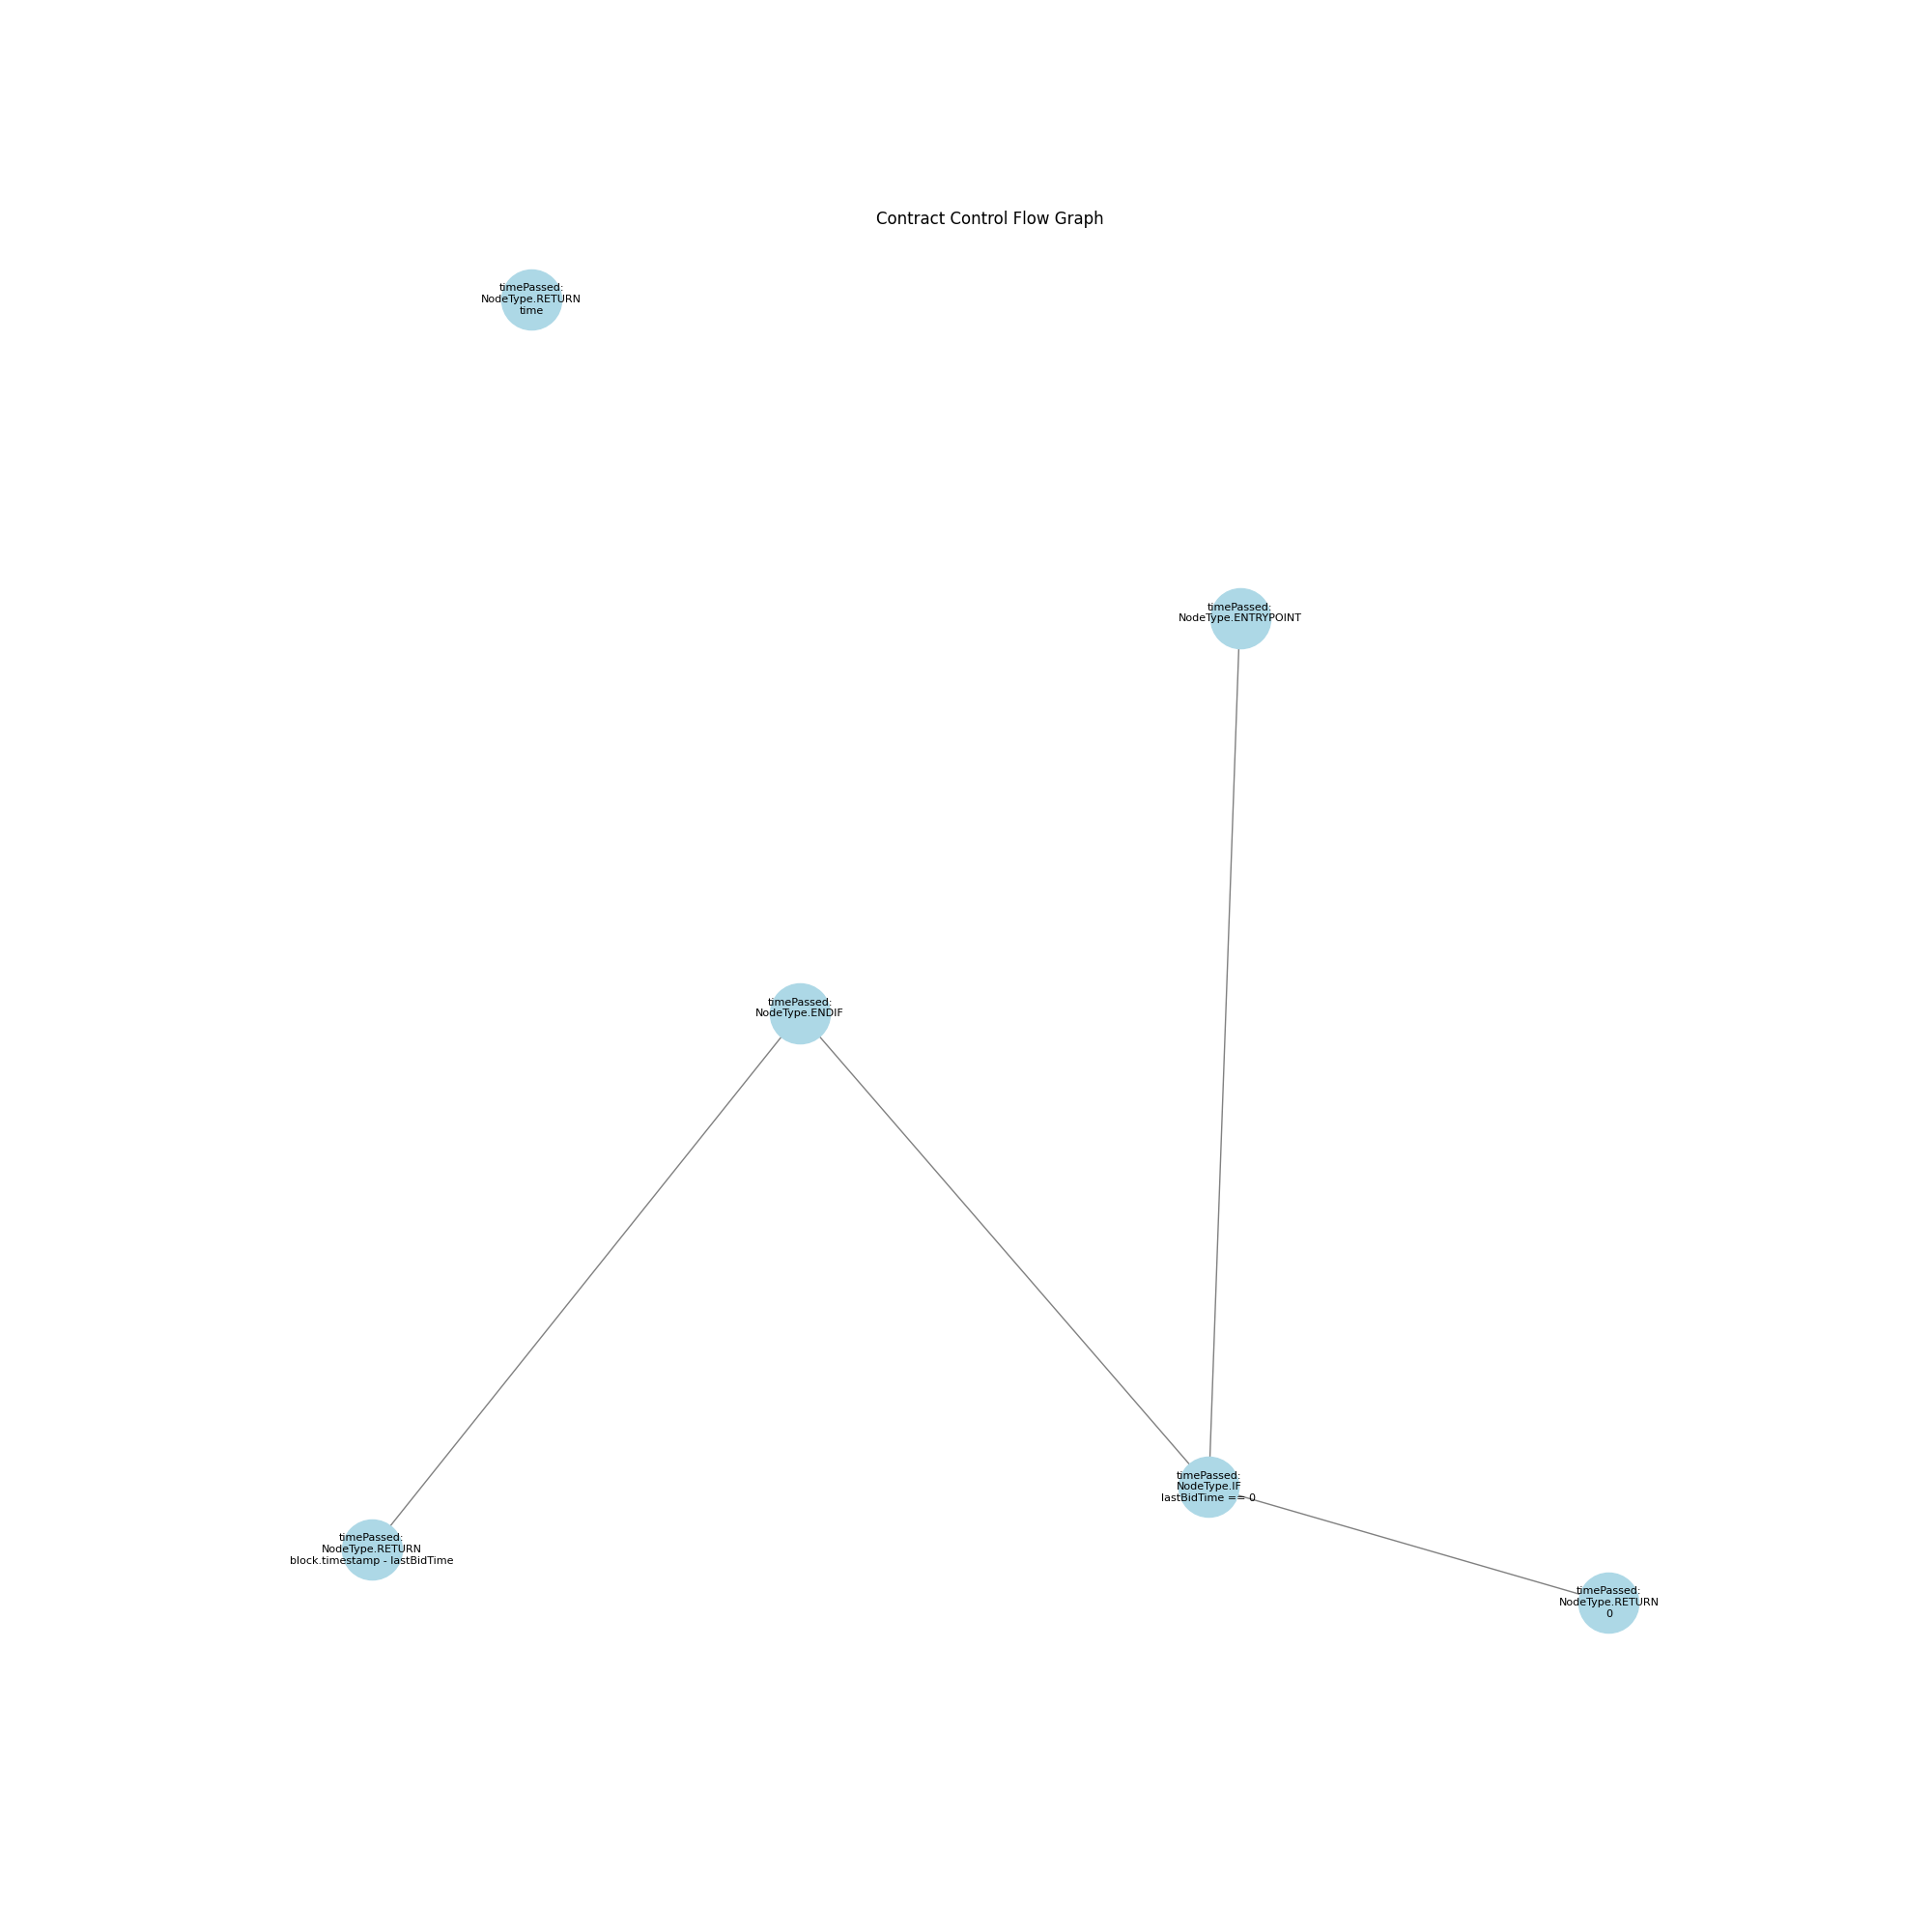 Contract Control Flow Graph
timePassed:
NodeType.RETURN
time
timePassed:
NodeType.ENTRYPOINT
timePassed:
NodeType.ENDIF
timePassed:
NodeType.IF
lastBidTime == 0
timePassed:
NodeType.RETURN
block.timestamp - lastBidTime
timePassed:
NodeType.RETURN
0